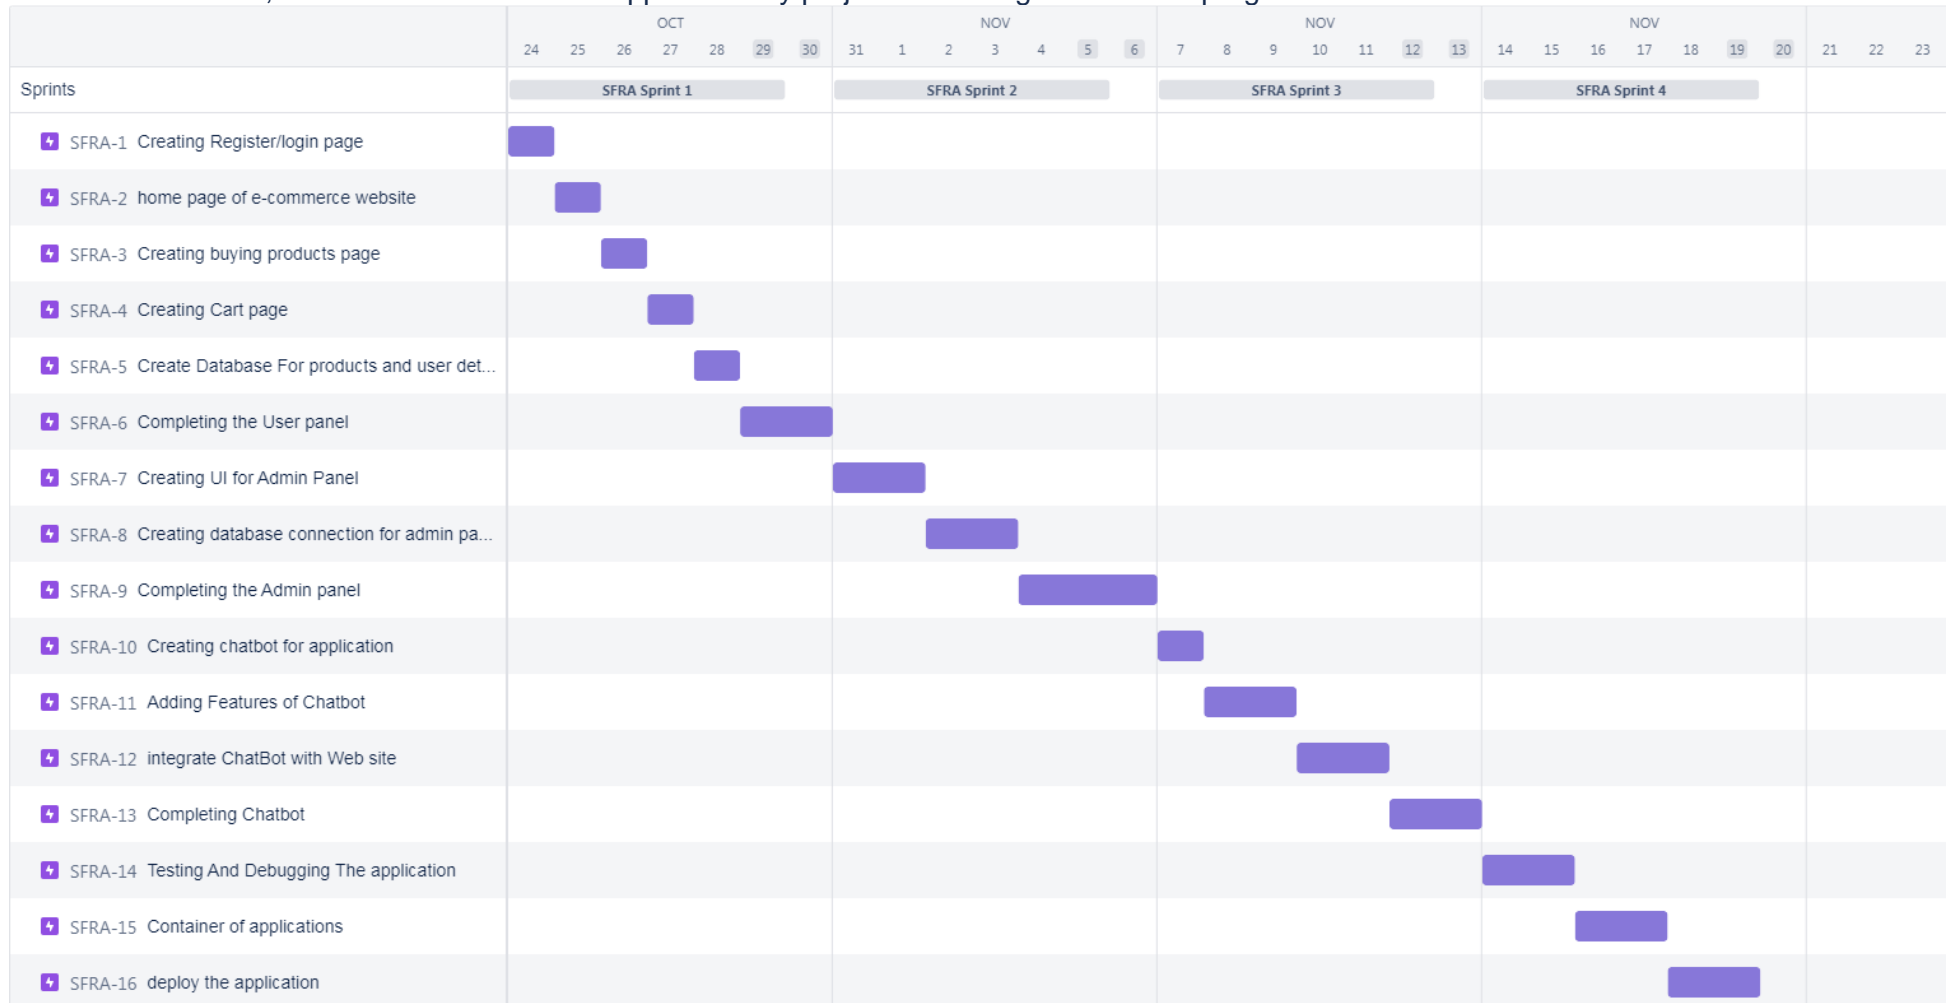 OCT NOV NOV NOV
24 25 26 27 28 29 30 31 1 2 3 4 5 6 7 8 9 10 11 12 13 14 15 16 17 18 19 20 21 22 23
Sprints SFRA Sprint 1 SFRA Sprint 2 SFRA Sprint 3 SFRA Sprint 4
SFRA-1 Creating Register/login page
SFRA-2 home page of e-commerce website
SFRA-3 Creating buying products page
SFRA-4 Creating Cart page
SFRA-5 Create Database For products and user det...
SFRA-6 Completing the User panel
SFRA-7 Creating UI for Admin Panel
SFRA-8 Creating database connection for admin pa...
SFRA-9 Completing the Admin panel
SFRA-10 Creating chatbot for application
SFRA-11 Adding Features of Chatbot
SFRA-12 integrate ChatBot with Web site
SFRA-13 Completing Chatbot
SFRA-14 Testing And Debugging The application
SFRA-15 Container of applications
SFRA-16 deploy the application